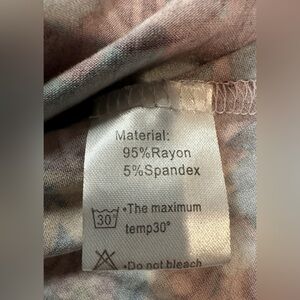 Material:
95%Rayon
5%Spandex
30°
•The maximum
temp30°
•Do not bleach